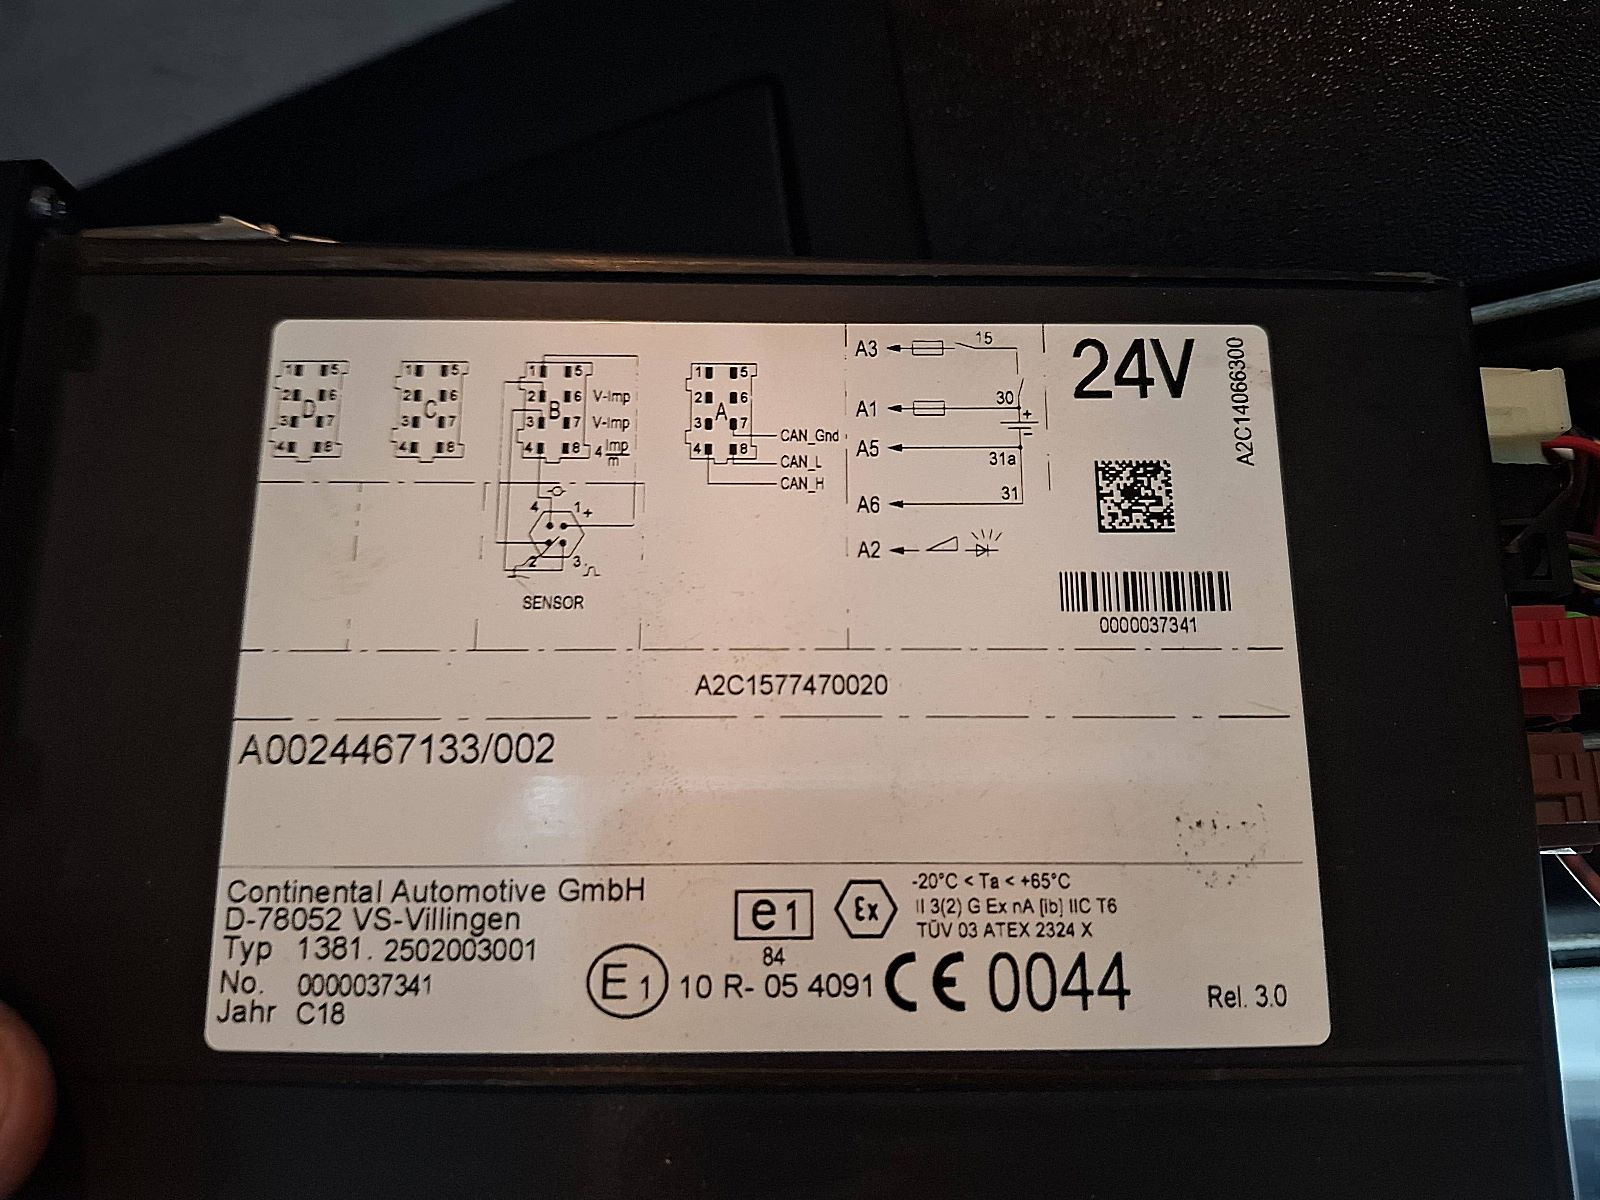 1 5 1 5 1 5 1 5
2 6 2 6 2 6 V-Imp 2 6
D C B A
3 7 3 7 3 7 V-Imp 3 7
4 8 4 8 4 8 4 Imp/m 4 8
CAN_Gnd
CAN_L
CAN_H
4 1 +
2 3
SENSOR
A3 15
A1 30
+
−
A5 31a
A6 31
A2
24V
A2C14066300
0000037341
A2C1577470020
A0024467133/002
Continental Automotive GmbH
D-78052 VS-Villingen
Typ 1381. 2502003001
No. 0000037341
Jahr C18
e1
84
E1 10 R- 05 4091
Ex
-20°C < Ta < +65°C
II 3(2) G Ex nA [ib] IIC T6
TÜV 03 ATEX 2324 X
CE 0044
Rel. 3.0